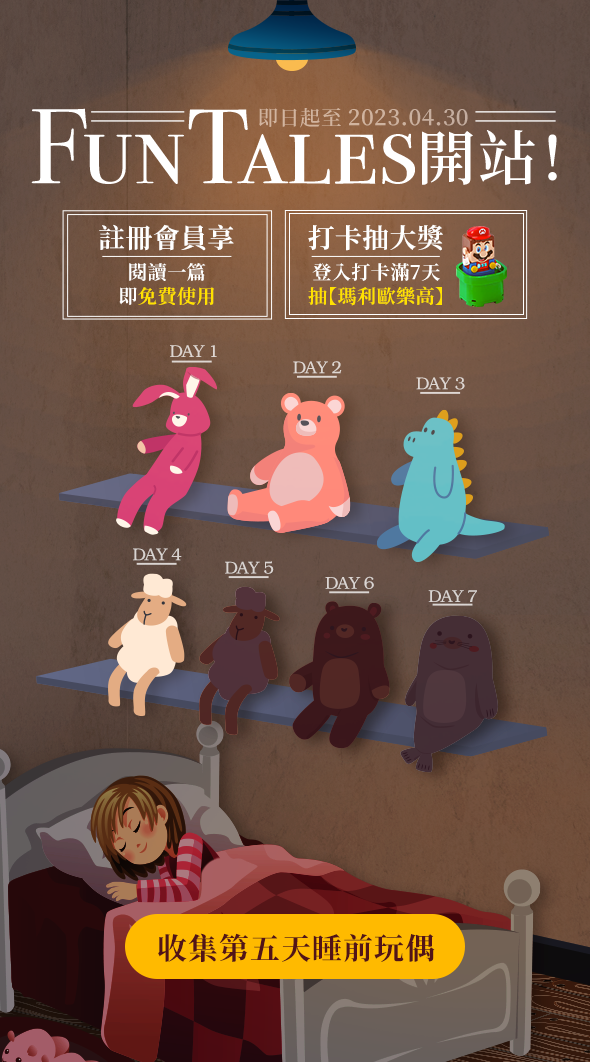 即日起至 2023.04.30
FUNTALES開站!
註冊會員享
閱讀一篇
即免費使用
打卡抽大獎
登入打卡滿7天
抽【瑪利歐樂高】
DAY 1
DAY 2
DAY 3
DAY 4
DAY 5
DAY 6
DAY 7
收集第五天睡前玩偶